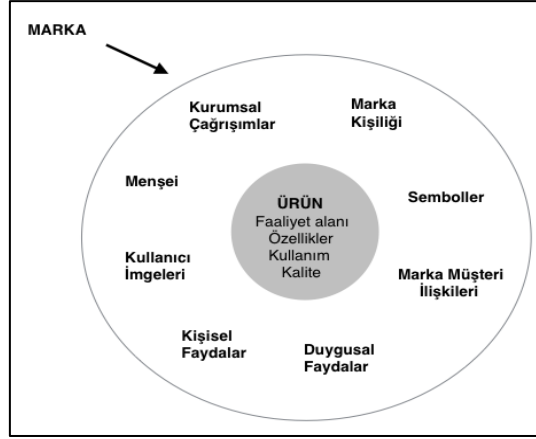 MARKA
Kurumsal
Çağrışımlar
Marka
Kişiliği
Menşei
ÜRÜN
Faaliyet alanı
Özellikler
Kullanım
Kalite
Semboller
Kullanıcı
İmgeleri
Marka Müşteri
İlişkileri
Kişisel
Faydalar
Duygusal
Faydalar